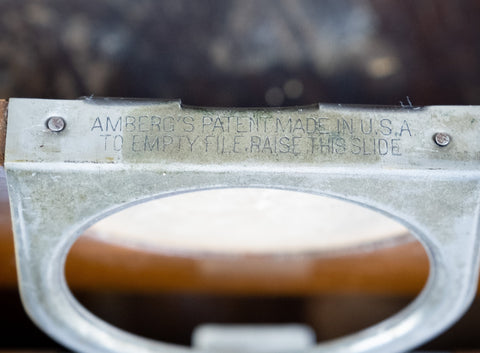 AMBERG'S PATENT.MADE IN U.S.A
TO EMPTY FILE.RAISE THIS SLIDE